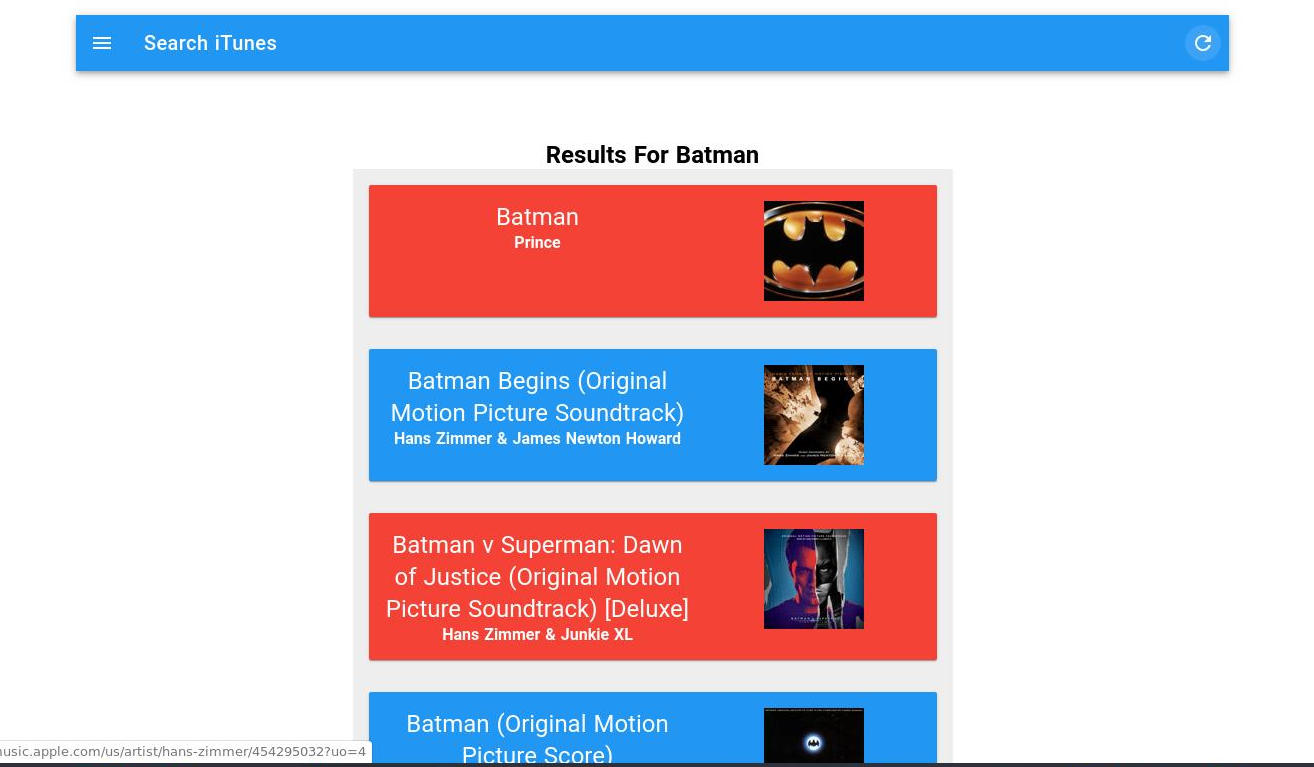 Search iTunes
Results For Batman
Batman
Prince
Batman Begins (Original
Motion Picture Soundtrack)
BATMAN BEGINS
Hans Zimmer & James Newton Howard
Batman v Superman: Dawn
of Justice (Original Motion
Picture Soundtrack) [Deluxe]
Hans Zimmer & Junkie XL
Batman (Original Motion
Picture Score)
usic.apple.com/us/artist/hans-zimmer/454295032?uo=4